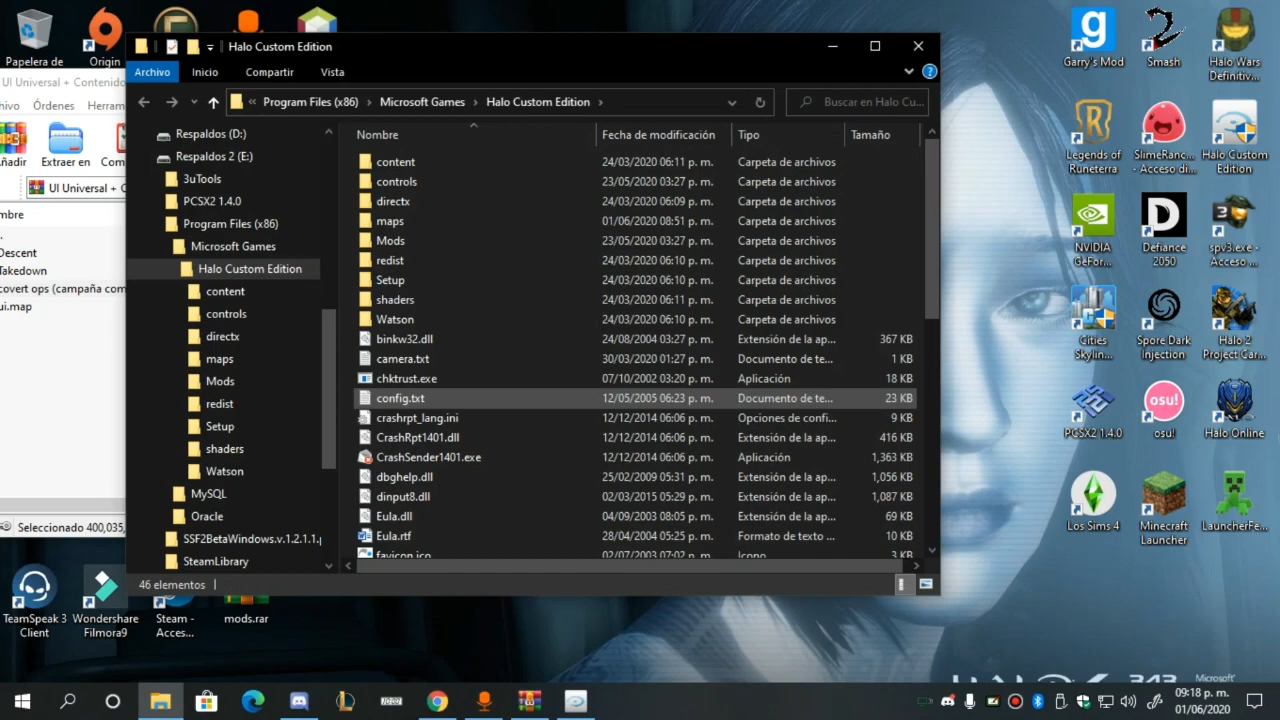 Papelera de
Origin
UI Universal + Contenido
Órdenes
Herram
Extraer en
UI Universal + C
Descent
Takedown
covert ops (campaña com
ui.map
Seleccionado 400,035,
Halo Custom Edition
Archivo
Inicio
Compartir
Vista
« Program Files (x86) › Microsoft Games › Halo Custom Edition ›
Buscar en Halo Cu...
Respaldos (D:)
Respaldos 2 (E:)
3uTools
PCSX2 1.4.0
Program Files (x86)
Microsoft Games
Halo Custom Edition
content
controls
directx
maps
Mods
redist
Setup
shaders
Watson
MySQL
Oracle
SSF2BetaWindows.v.1.2.1.1.
SteamLibrary
Nombre Fecha de modificación Tipo Tamaño
content 24/03/2020 06:11 p. m. Carpeta de archivos
controls 23/05/2020 03:27 p. m. Carpeta de archivos
directx 24/03/2020 06:09 p. m. Carpeta de archivos
maps 01/06/2020 08:51 p. m. Carpeta de archivos
Mods 23/05/2020 03:27 p. m. Carpeta de archivos
redist 24/03/2020 06:10 p. m. Carpeta de archivos
Setup 24/03/2020 06:10 p. m. Carpeta de archivos
shaders 24/03/2020 06:11 p. m. Carpeta de archivos
Watson 24/03/2020 06:10 p. m. Carpeta de archivos
binkw32.dll 24/08/2004 03:27 p. m. Extensión de la ap... 367 KB
camera.txt 30/03/2020 01:27 p. m. Documento de te... 1 KB
chktrust.exe 07/10/2002 03:20 p. m. Aplicación 18 KB
config.txt 12/05/2005 06:23 p. m. Documento de te... 23 KB
crashrpt_lang.ini 12/12/2014 06:06 p. m. Opciones de confi... 9 KB
CrashRpt1401.dll 12/12/2014 06:06 p. m. Extensión de la ap... 416 KB
CrashSender1401.exe 12/12/2014 06:06 p. m. Aplicación 1,363 KB
dbghelp.dll 25/02/2009 05:31 p. m. Extensión de la ap... 1,056 KB
dinput8.dll 02/03/2015 05:29 p. m. Extensión de la ap... 1,087 KB
Eula.dll 04/09/2003 08:05 p. m. Extensión de la ap... 69 KB
Eula.rtf 28/04/2004 05:25 p. m. Formato de texto ... 10 KB
favicon.ico 02/07/2003 07:02 p. m. Icono 3 KB
46 elementos
Garry's Mod
Smash
Halo Wars Definitiv...
Legends of Runeterra
SlimeRanc... - Acceso di...
Halo Custom Edition
NVIDIA GeFor...
Defiance 2050
spv3.exe - Acceso ...
Cities Skylin...
Spore Dark Injection
Halo 2 Project Car...
PCSX2 1.4.0
osu!
Halo Online
Los Sims 4
Minecraft Launcher
LauncherFe...
TeamSpeak 3 Client
Wondershare Filmora9
Steam - Acces...
mods.rar
343
Microsoft
09:18 p. m.
01/06/2020